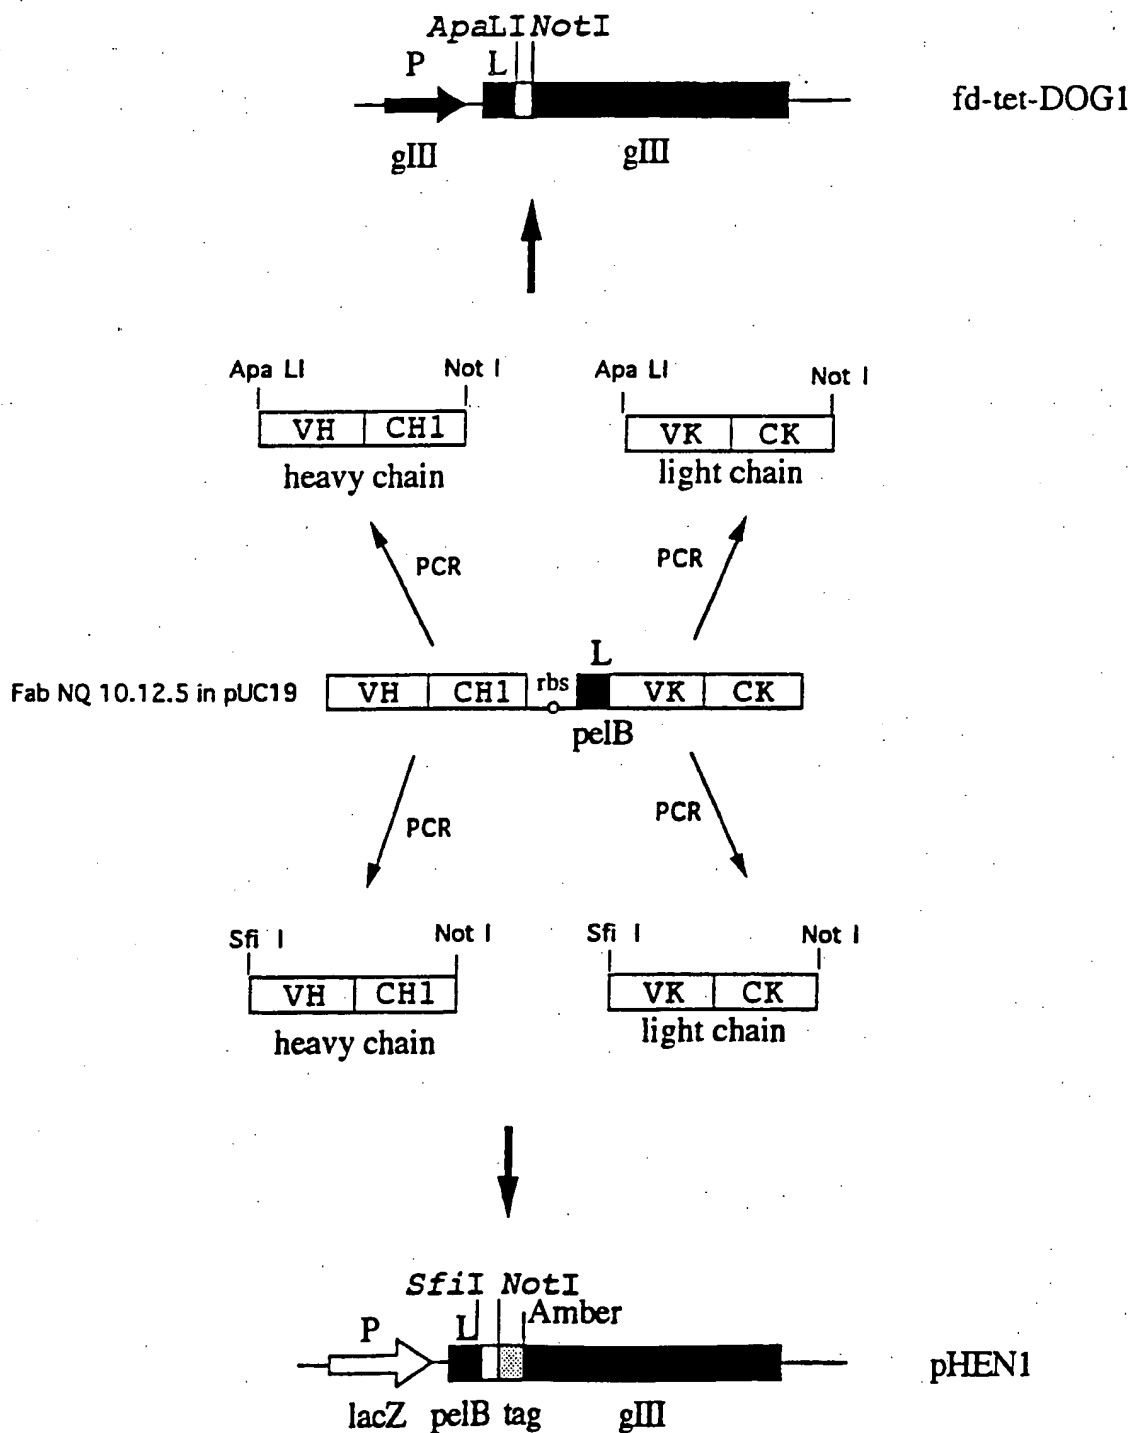 ApaLI NotI
P L
fd-tet-DOG1
gIII gIII
Apa LI Not I
VH CH1
heavy chain
Apa LI Not I
VK CK
light chain
PCR PCR
Fab NQ 10.12.5 in pUC19
VH CH1 rbs L VK CK
pelB
PCR PCR
Sfi I Not I
VH CH1
heavy chain
Sfi I Not I
VK CK
light chain
SfiI NotI
P L Amber
pHEN1
lacZ pelB tag gIII